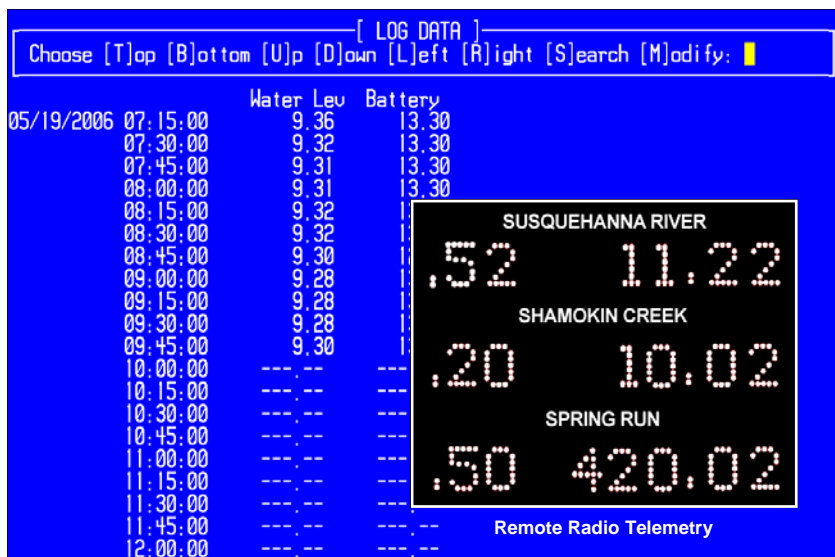 [ LOG DATA ]
Choose [T]op [B]ottom [U]p [D]own [L]eft [R]ight [S]earch [M]odify:
Water Lev Battery
05/19/2006 07:15:00 9.36 13.30
07:30:00 9.32 13.30
07:45:00 9.31 13.30
08:00:00 9.31 13.30
08:15:00 9.32
08:30:00 9.32
08:45:00 9.30
09:00:00 9.28
09:15:00 9.28
09:30:00 9.28
09:45:00 9.30
10:00:00 ---.-- ---
10:15:00 ---.-- ---
10:30:00 ---.-- ---
10:45:00 ---.-- ---
11:00:00 ---.-- ---
11:15:00 ---.-- ---
11:30:00 ---.-- ---
11:45:00 ---.-- ---.--
12:00:00 ---.-- ---.--
SUSQUEHANNA RIVER
.52 11.22
SHAMOKIN CREEK
.20 10.02
SPRING RUN
.50 420.02
Remote Radio Telemetry